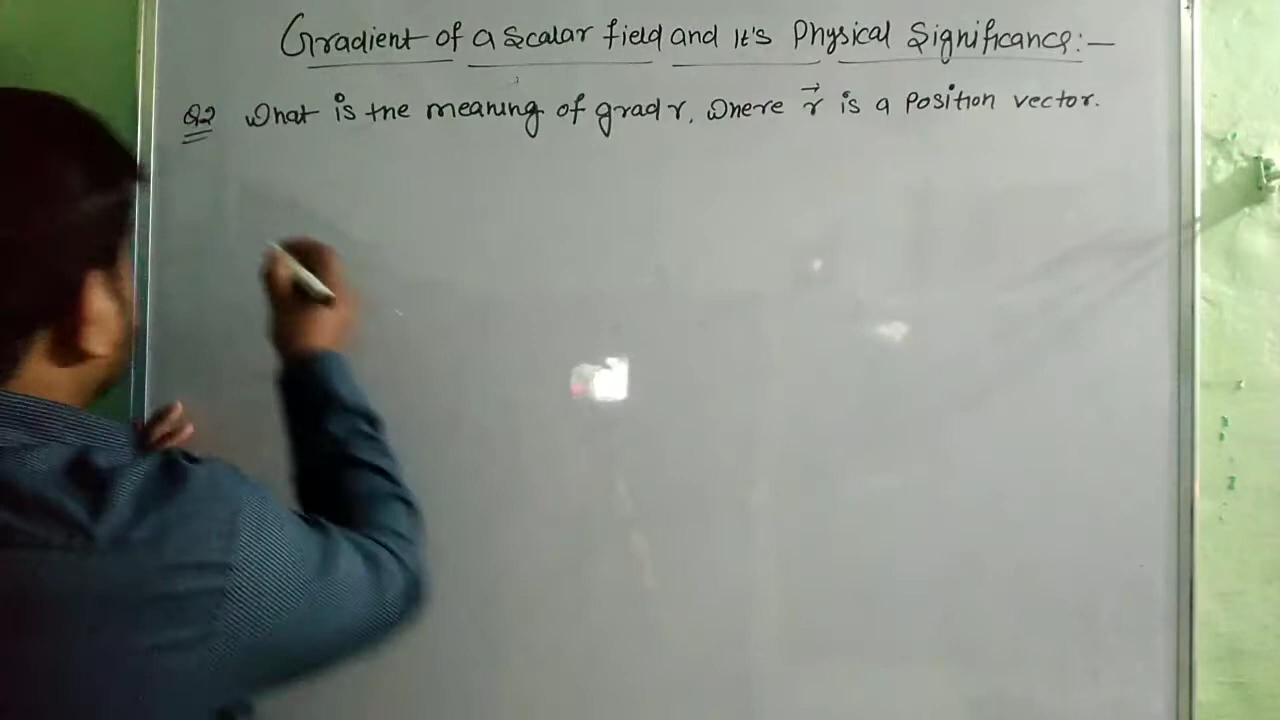 Gradient of a Scalar field and It's Physical Significance:-
Q2 What is the meaning of grad r, Where r⃗ is a position vector.